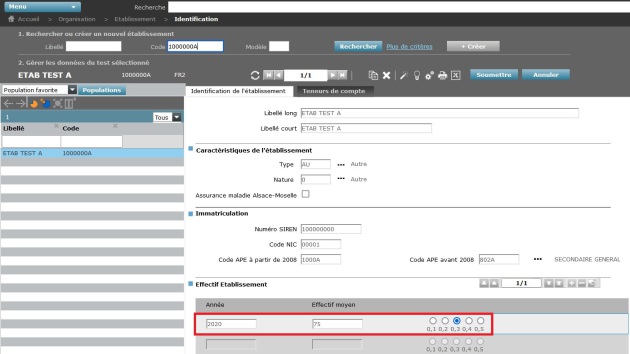 Menu
Recherche
Accueil > Organisation > Etablissement > Identification
1. Rechercher ou créer un nouvel établissement
Libellé Code 1000000A Modèle Rechercher Plus de critères + Créer
2. Gérer les données du test sélectionné
ETAB TEST A 1000000A FR2 1/1 Soumettre Annuler
Population favorite Populations
Identification de l'établissement Teneurs de compte
1 Tous
Libellé Code
ETAB TEST A 1000000A
Libellé long ETAB TEST A
Libellé court ETAB TEST A
Caractéristiques de l'établissement
Type AU ••• Autre
Nature 0 ••• Autre
Assurance maladie Alsace-Moselle
Immatriculation
Numéro SIREN 100000000
Code NIC 00001
Code APE à partir de 2008 1000A Code APE avant 2008 802A ••• SECONDAIRE GENERAL
Effectif Etablissement 1/1
Année Effectif moyen
2020 75 0,1 0,2 0,3 0,4 0,5
0,1 0,2 0,3 0,4 0,5